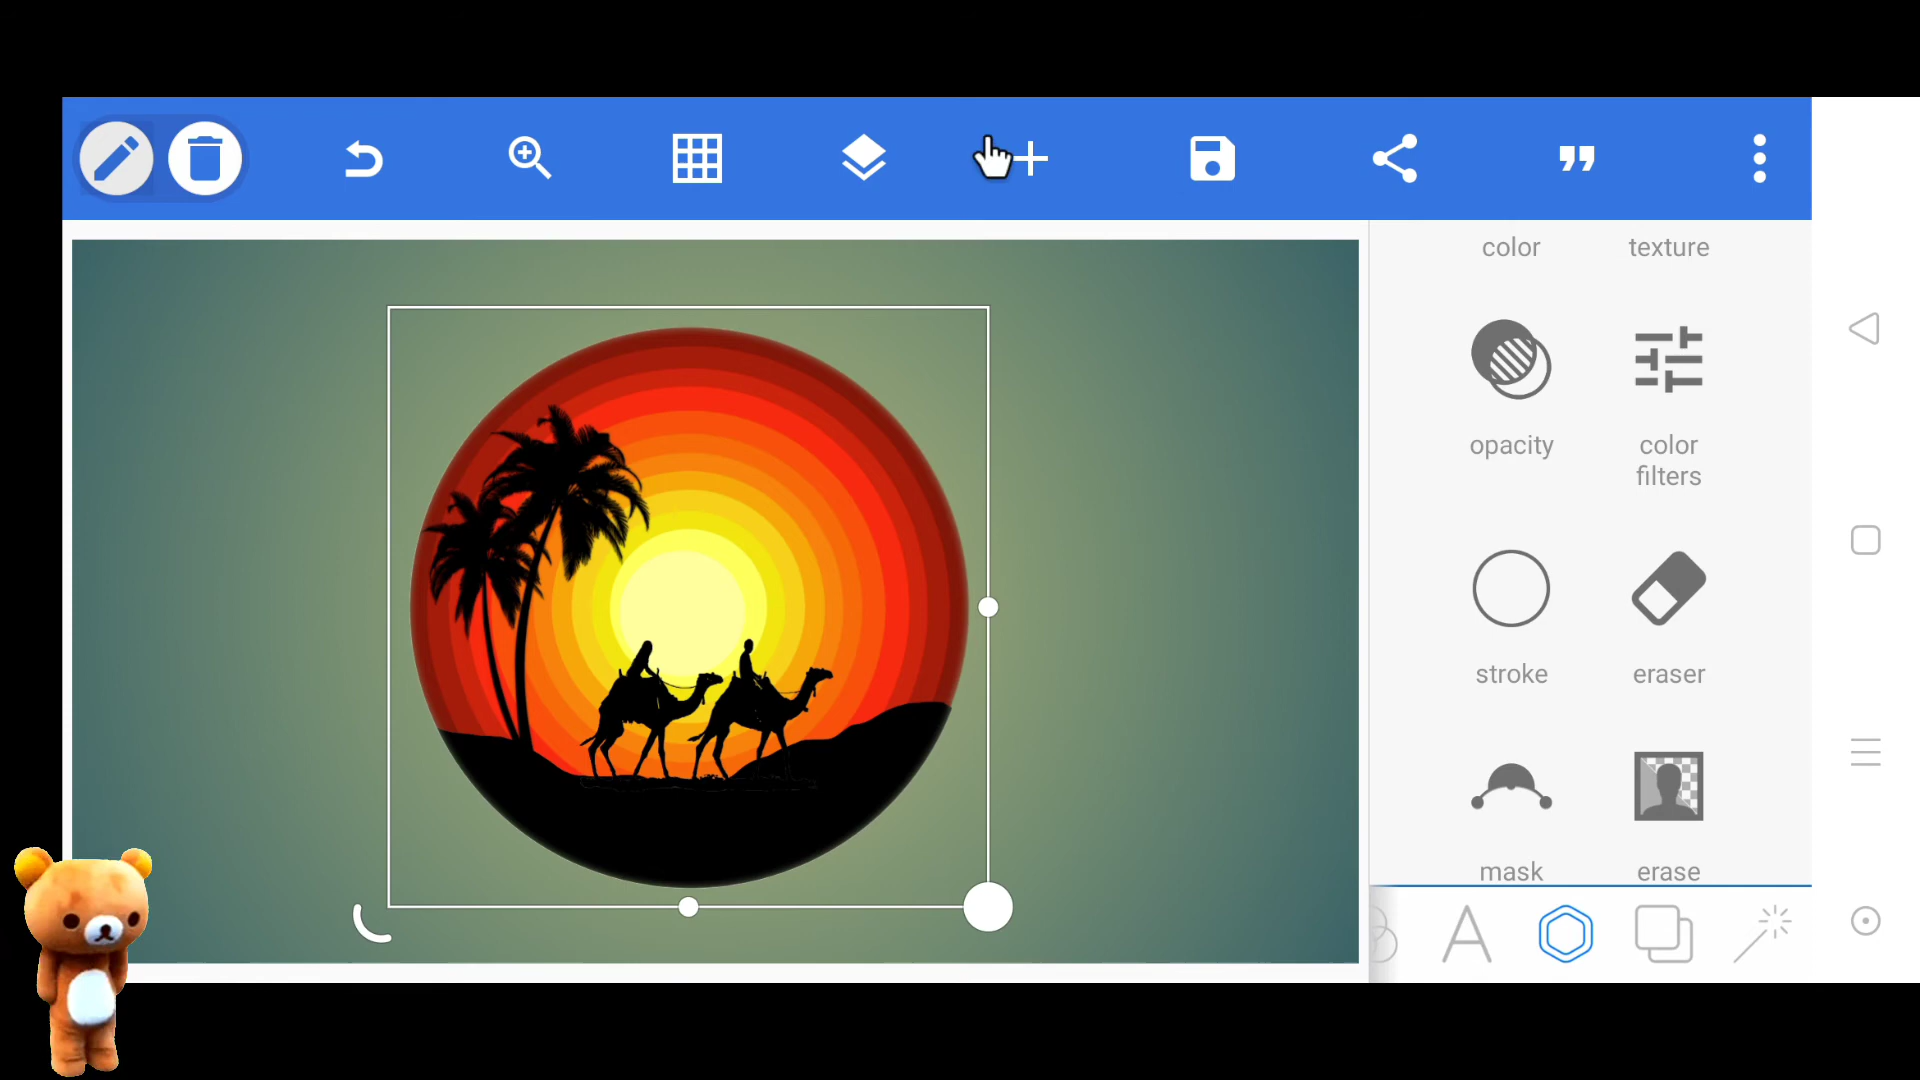 color
texture
opacity
color
filters
stroke
eraser
mask
erase